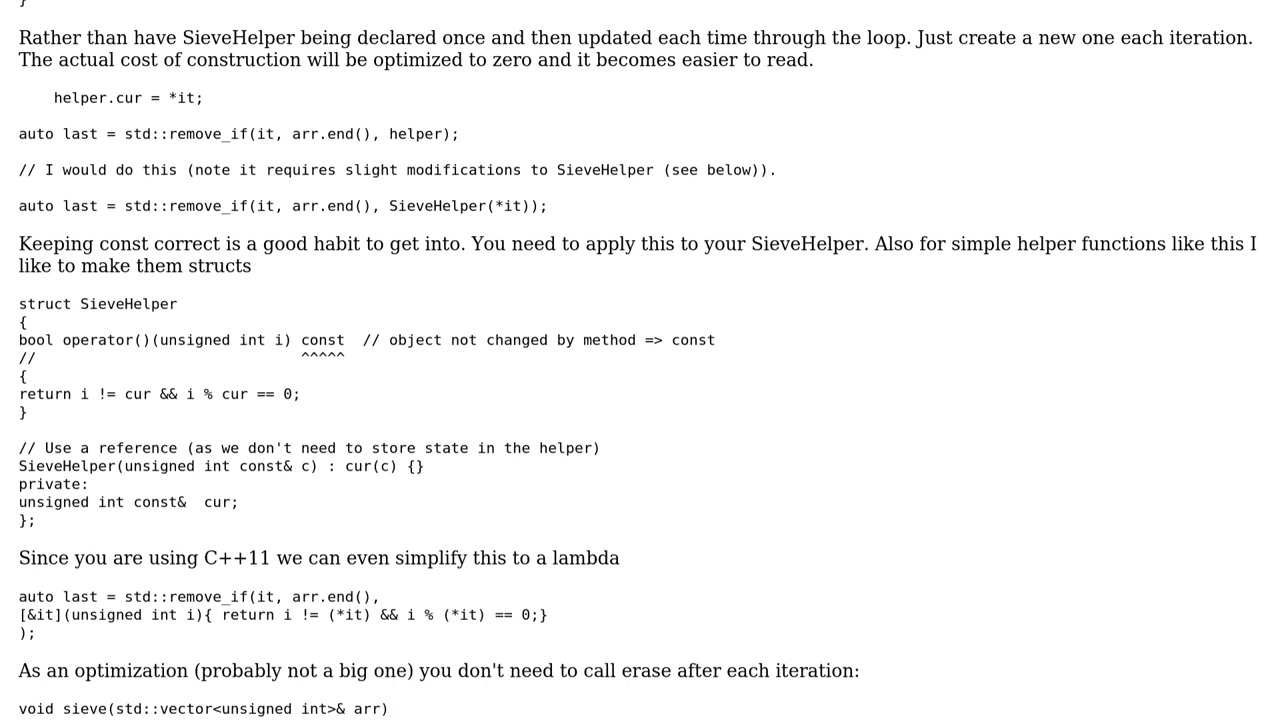 }
Rather than have SieveHelper being declared once and then updated each time through the loop. Just create a new one each iteration.
The actual cost of construction will be optimized to zero and it becomes easier to read.
helper.cur = *it;
auto last = std::remove_if(it, arr.end(), helper);
// I would do this (note it requires slight modifications to SieveHelper (see below)).
auto last = std::remove_if(it, arr.end(), SieveHelper(*it));
Keeping const correct is a good habit to get into. You need to apply this to your SieveHelper. Also for simple helper functions like this I
like to make them structs
struct SieveHelper
{
bool operator()(unsigned int i) const  // object not changed by method => const
//                              ^^^^^
{
return i != cur && i % cur == 0;
}
// Use a reference (as we don't need to store state in the helper)
SieveHelper(unsigned int const& c) : cur(c) {}
private:
unsigned int const&  cur;
};
Since you are using C++11 we can even simplify this to a lambda
auto last = std::remove_if(it, arr.end(),
[&it](unsigned int i){ return i != (*it) && i % (*it) == 0;}
);
As an optimization (probably not a big one) you don't need to call erase after each iteration:
void sieve(std::vector<unsigned int>& arr)